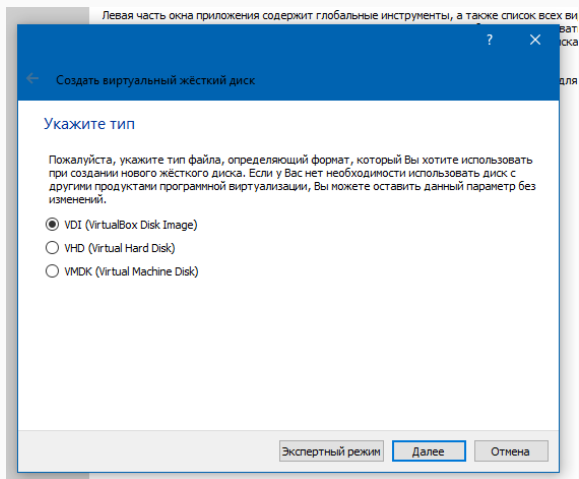 Левая часть окна приложения содержит глобальные инструменты, а также список всех ви
?
Создать виртуальный жёсткий диск
для
Укажите тип
Пожалуйста, укажите тип файла, определяющий формат, который Вы хотите использовать
при создании нового жёсткого диска. Если у Вас нет необходимости использовать диск с
другими продуктами программной виртуализации, Вы можете оставить данный параметр без
изменений.
VDI (VirtualBox Disk Image)
VHD (Virtual Hard Disk)
VMDK (Virtual Machine Disk)
Экспертный режим Далее Отмена